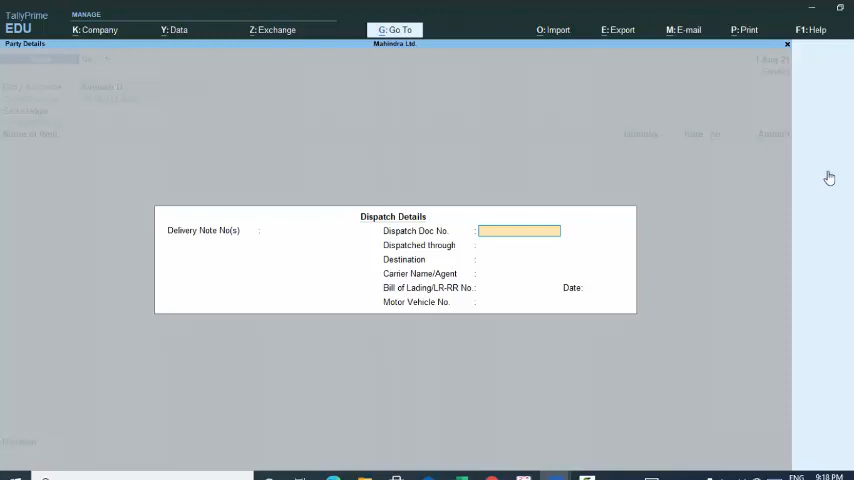 TallyPrime
EDU
MANAGE
K: Company
Y: Data
Z: Exchange
G: Go To
O: Import
E: Export
M: E-mail
P: Print
F1: Help
Party Details
Mahindra Ltd.
Dispatch Details
Delivery Note No(s) :
Dispatch Doc No. :
Dispatched through :
Destination :
Carrier Name/Agent :
Bill of Lading/LR-RR No. :
Date:
Motor Vehicle No. :
ENG
9:18 PM